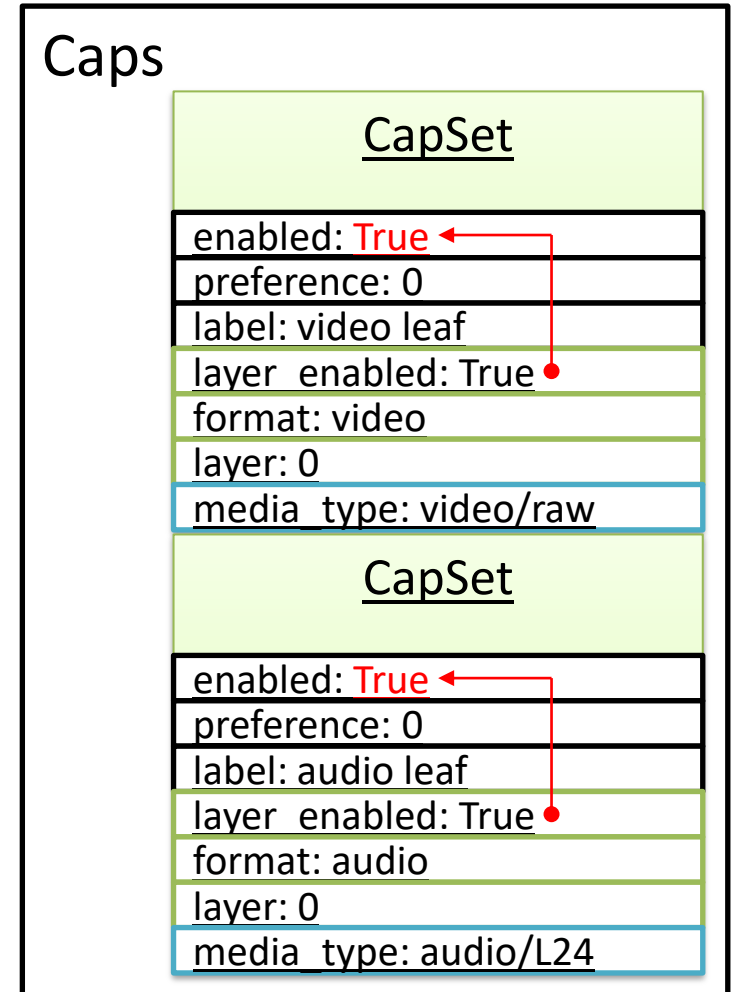 Caps
CapSet
enabled: True
preference: 0
label: video leaf
layer_enabled: True
format: video
layer: 0
media_type: video/raw
CapSet
enabled: True
preference: 0
label: audio leaf
layer_enabled: True
format: audio
layer: 0
media_type: audio/L24